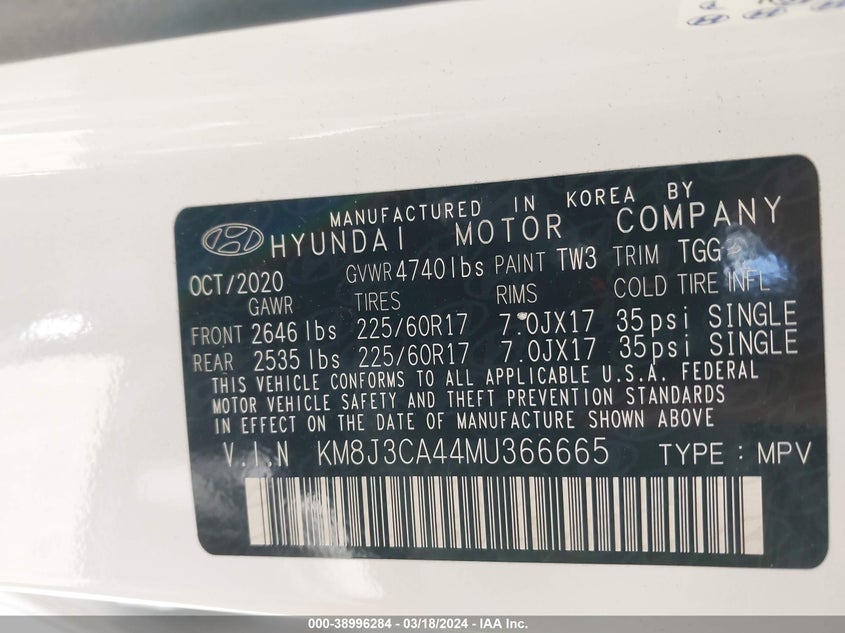 MANUFACTURED IN KOREA BY
HYUNDAI MOTOR COMPANY
OCT/2020 GVWR 4740lbs PAINT TW3 TRIM TGG
GAWR TIRES RIMS COLD TIRE INFL
FRONT 2646 lbs 225/60R17 7.0JX17 35psi SINGLE
REAR 2535 lbs 225/60R17 7.0JX17 35psi SINGLE
THIS VEHICLE CONFORMS TO ALL APPLICABLE U.S.A. FEDERAL
MOTOR VEHICLE SAFETY AND THEFT PREVENTION STANDARDS
IN EFFECT ON THE DATE OF MANUFACTURE SHOWN ABOVE
V.I.N KM8J3CA44MU366665 TYPE : MPV
000-38996284 - 03/18/2024 - IAA Inc.